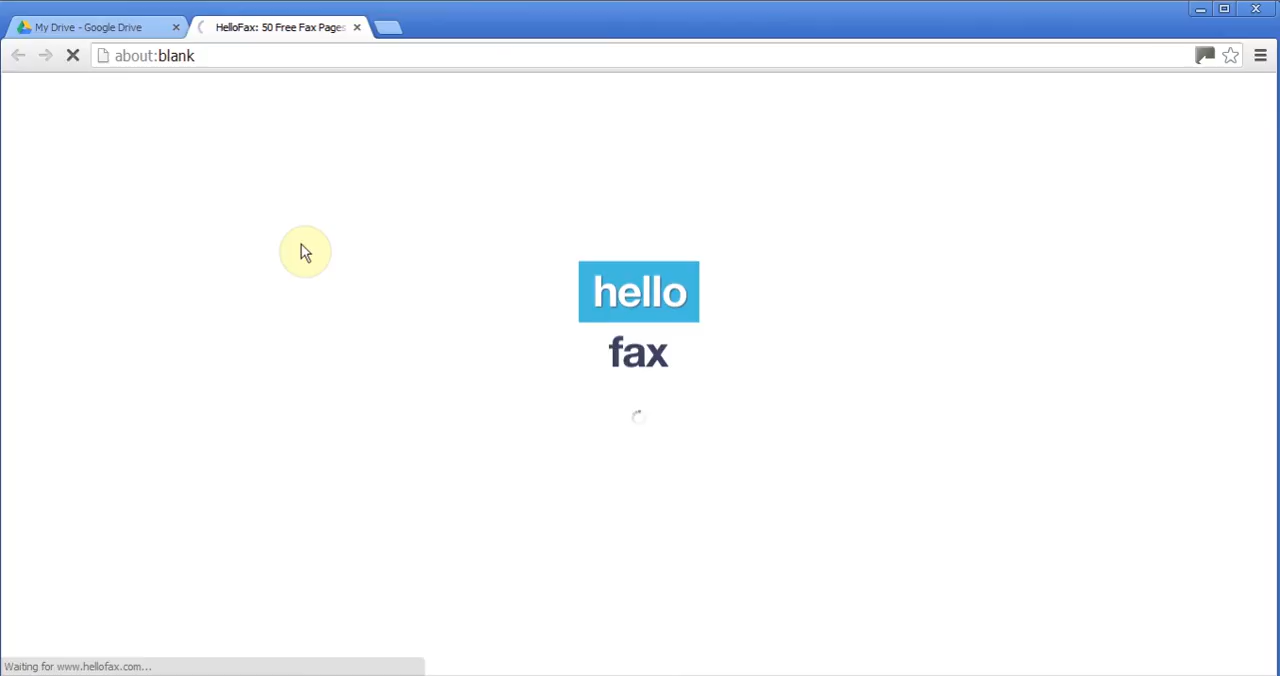 My Drive - Google Drive
HelloFax: 50 Free Fax Pages
about:blank
hello
fax
Waiting for www.hellofax.com...